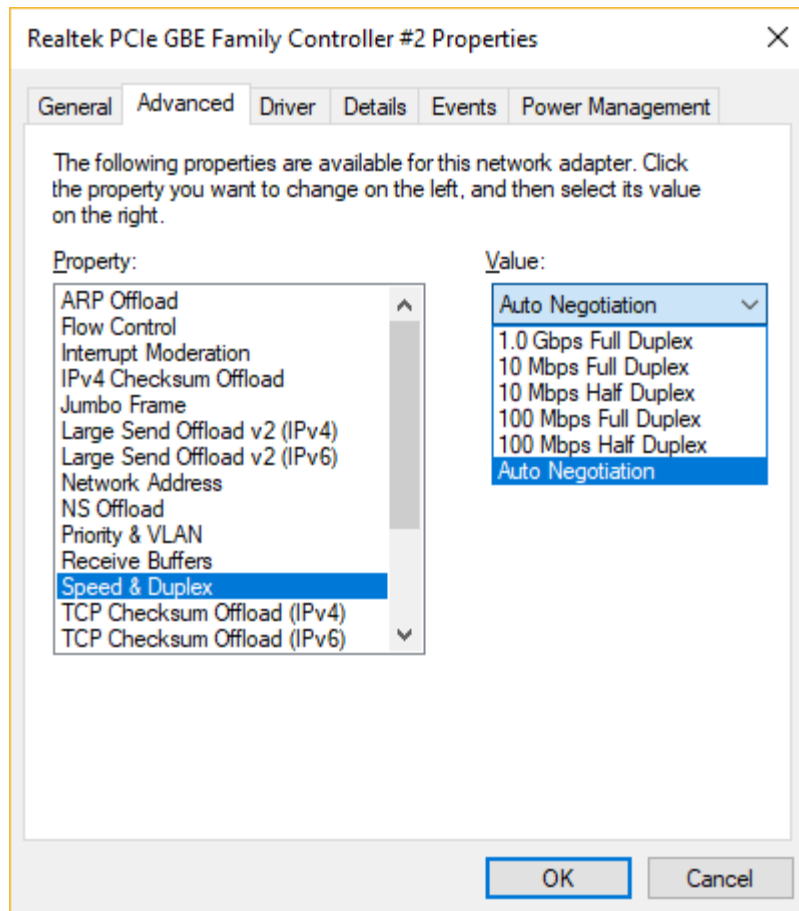 Realtek PCIe GBE Family Controller #2 Properties
General Advanced Driver Details Events Power Management
The following properties are available for this network adapter. Click
the property you want to change on the left, and then select its value
on the right.
Property:
ARP Offload
Flow Control
Interrupt Moderation
IPv4 Checksum Offload
Jumbo Frame
Large Send Offload v2 (IPv4)
Large Send Offload v2 (IPv6)
Network Address
NS Offload
Priority & VLAN
Receive Buffers
Speed & Duplex
TCP Checksum Offload (IPv4)
TCP Checksum Offload (IPv6)
Value:
Auto Negotiation
1.0 Gbps Full Duplex
10 Mbps Full Duplex
10 Mbps Half Duplex
100 Mbps Full Duplex
100 Mbps Half Duplex
Auto Negotiation
OK Cancel